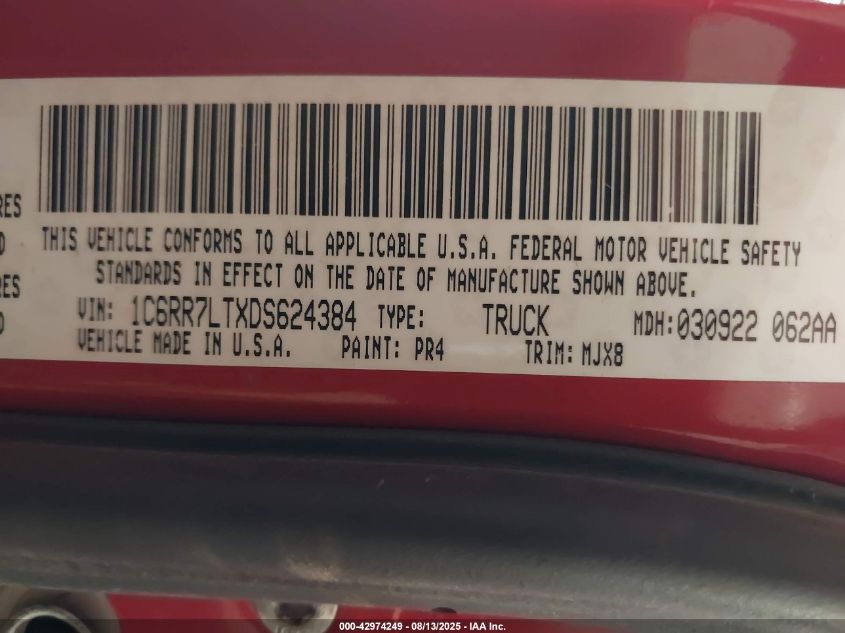 RES
THIS VEHICLE CONFORMS TO ALL APPLICABLE U.S.A. FEDERAL MOTOR VEHICLE SAFETY
D
STANDARDS IN EFFECT ON THE DATE OF MANUFACTURE SHOWN ABOVE.
RES
VIN: 1C6RR7LTXDS624384 TYPE: TRUCK MDH:030922 062AA
D
VEHICLE MADE IN U.S.A. PAINT: PR4 TRIM: MJX8
000-42974249 - 08/13/2025 - IAA Inc.